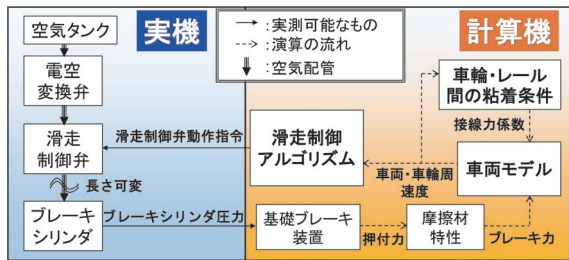 空気タンク
実機
:実測可能なもの
:演算の流れ
:空気配管
計算機
電空
変換弁
車輪・レール
間の粘着条件
滑走
制御弁
滑走制御弁動作指令
滑走制御
アルゴリズム
接線力係数
車両・車輪周
速度
車両モデル
長さ可変
ブレーキ
シリンダ
ブレーキシリンダ圧力
基礎ブレーキ
装置
押付力
摩擦材
特性
ブレーキ力